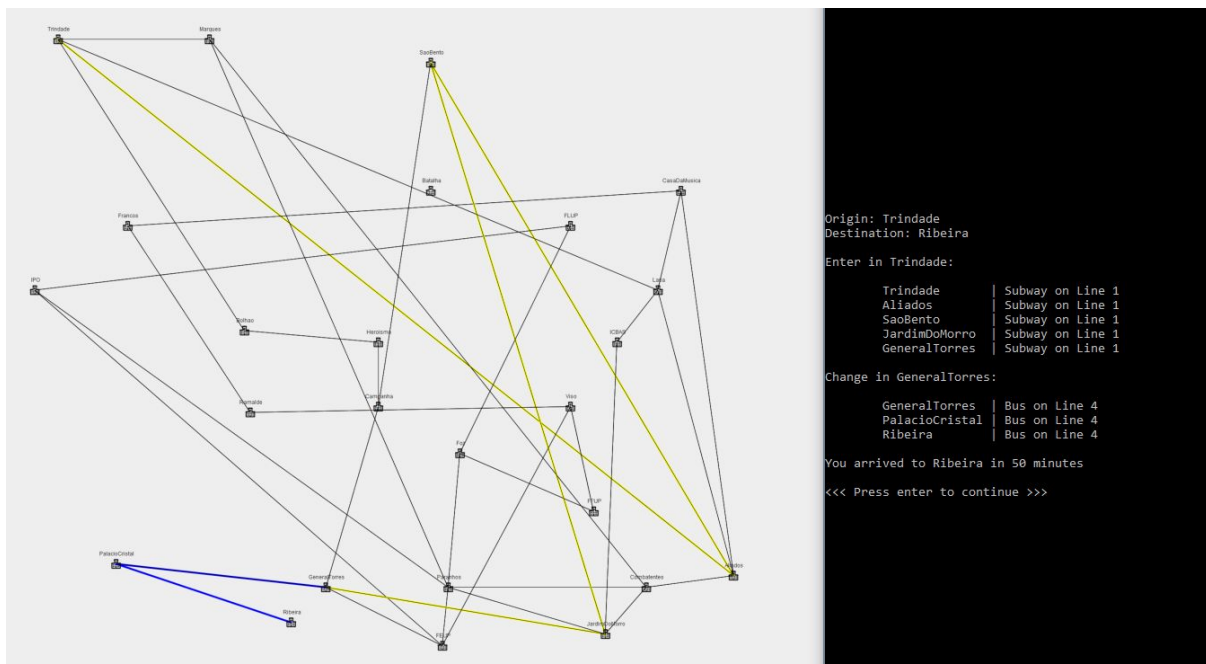 Trindade
Marques
SaoBento
Batalha
CasaDaMusica
Francos
FLUP
IPO
Lapa
Bolhao
Heroismo
ICBAS
Ramalde
Campanha
Viso
Foz
FFUP
PalacioCristal
GeneralTorres
Paranhos
Combatentes
Aliados
Ribeira
JardimDoMorro
FEUP
Origin: Trindade
Destination: Ribeira
Enter in Trindade:
Trindade | Subway on Line 1
Aliados | Subway on Line 1
SaoBento | Subway on Line 1
JardimDoMorro | Subway on Line 1
GeneralTorres | Subway on Line 1
Change in GeneralTorres:
GeneralTorres | Bus on Line 4
PalacioCristal | Bus on Line 4
Ribeira | Bus on Line 4
You arrived to Ribeira in 50 minutes
<<< Press enter to continue >>>